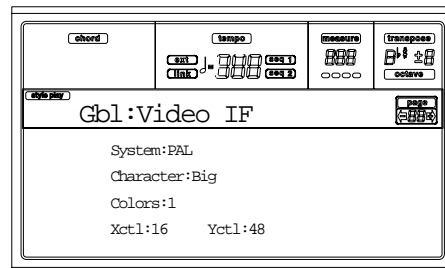 chord tempo measure transpose
ext seq 1
link seq 2
octave
style play page
Gbl:Video IF
System:PAL
Character:Big
Colors:1
Xctl:16 Yctl:48